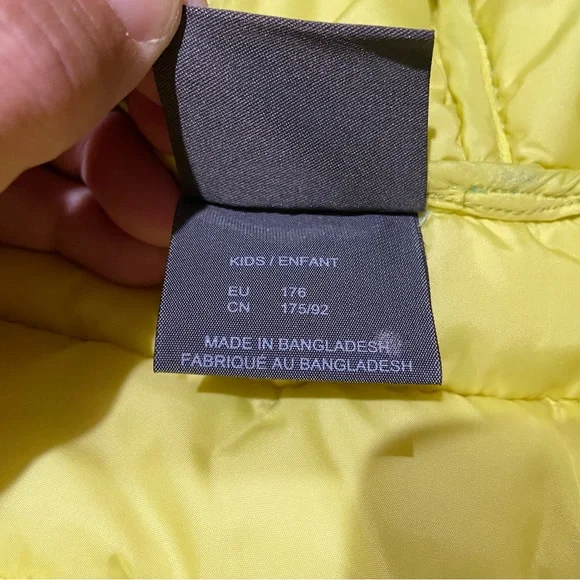 KIDS / ENFANT
EU 176
CN 175/92
MADE IN BANGLADESH
FABRIQUÉ AU BANGLADESH